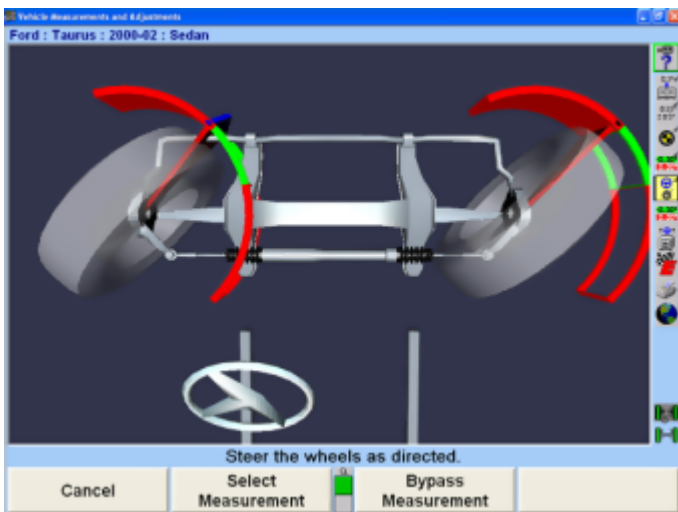 Vehicle Measurements and Adjustments
Ford : Taurus : 2000-02 : Sedan
Steer the wheels as directed.
Cancel
Select
Measurement
Bypass
Measurement